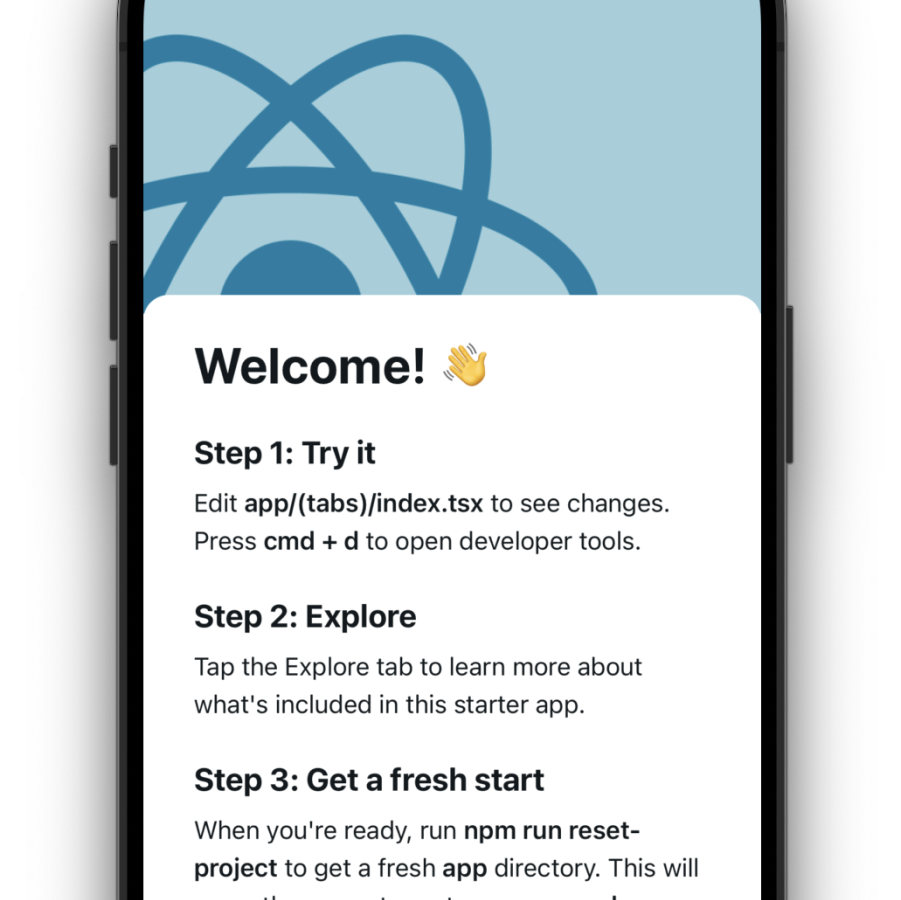 Welcome! 👋
Step 1: Try it
Edit app/(tabs)/index.tsx to see changes.
Press cmd + d to open developer tools.
Step 2: Explore
Tap the Explore tab to learn more about
what's included in this starter app.
Step 3: Get a fresh start
When you're ready, run npm run reset-
project to get a fresh app directory. This will